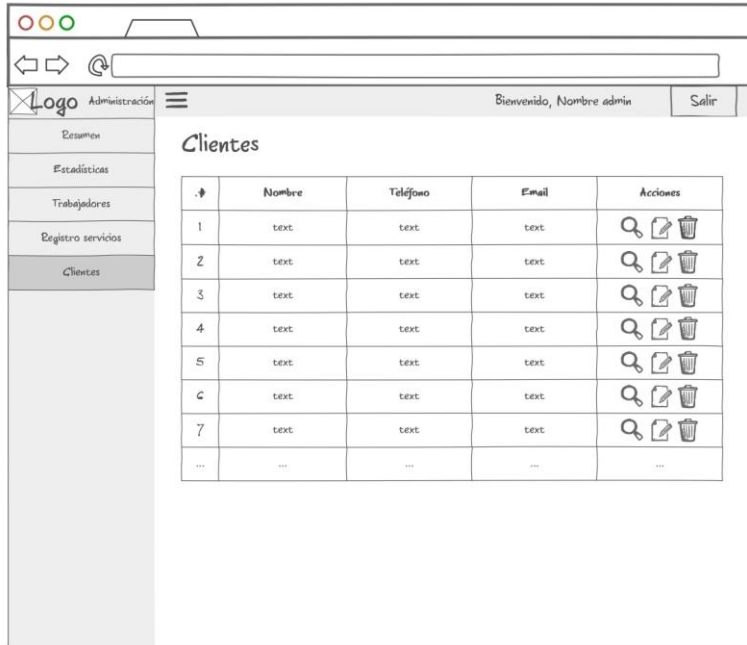 Logo Administración
Bienvenido, Nombre admin
Salir
Resumen
Estadísticas
Trabajadores
Registro servicios
Clientes
Clientes
Nombre Teléfono Email Acciones
1 text text text
2 text text text
3 text text text
4 text text text
5 text text text
6 text text text
7 text text text
... ... ... ... ...